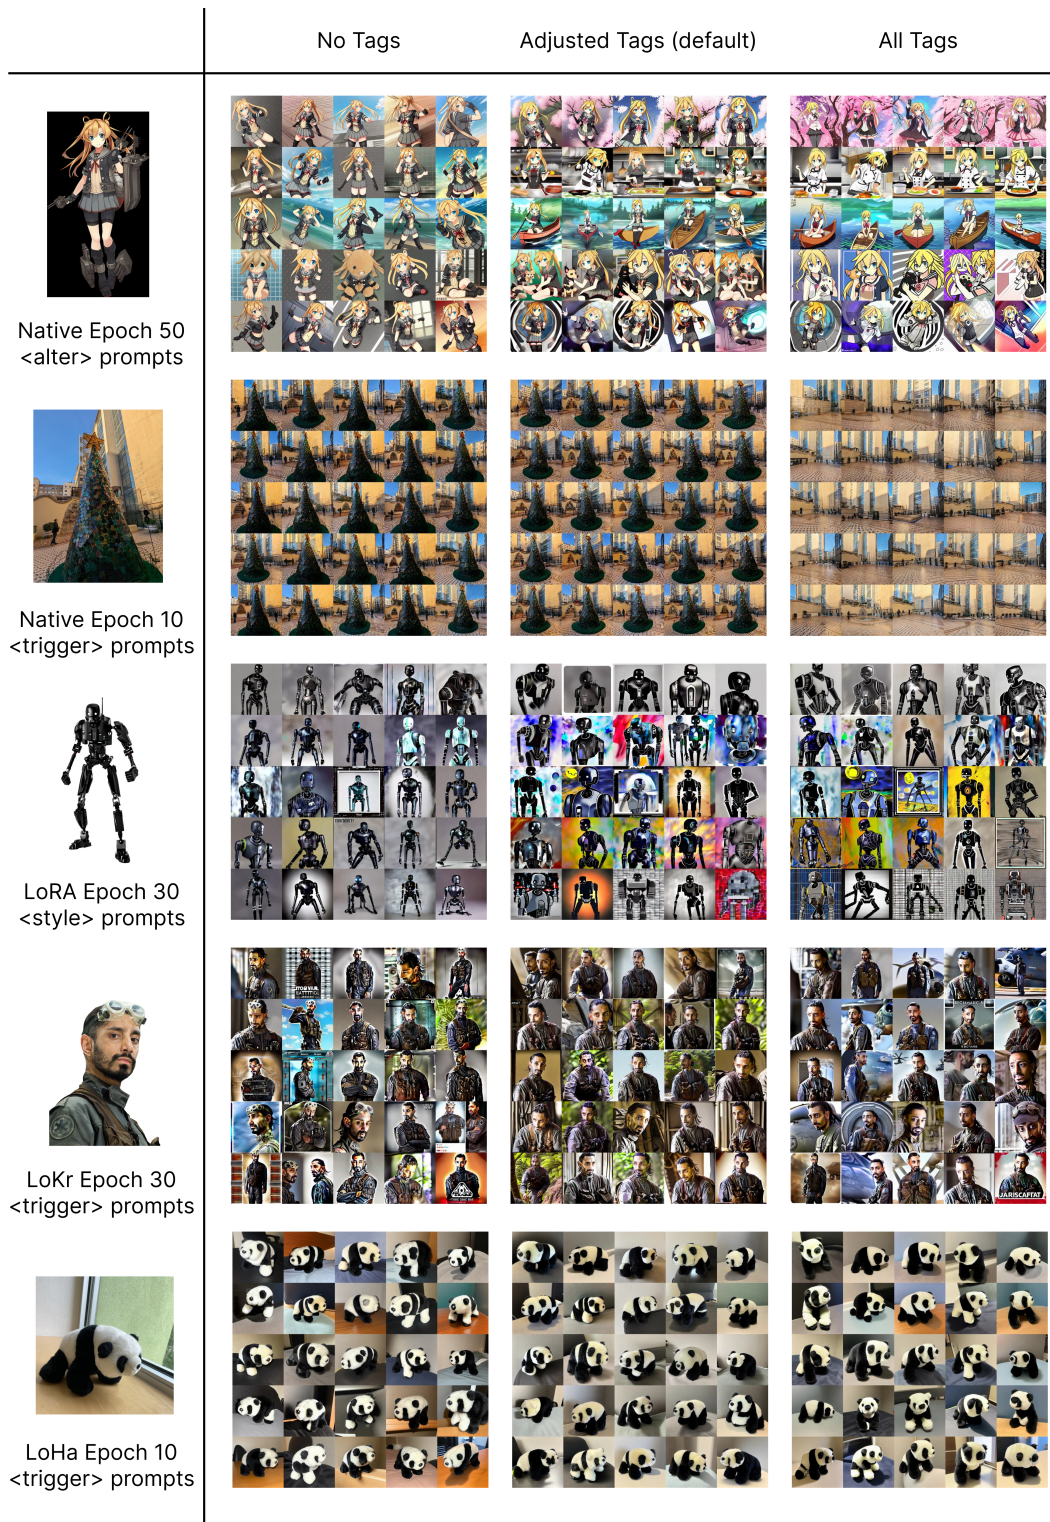 No Tags
Adjusted Tags (default)
All Tags
Native Epoch 50
<alter> prompts
Native Epoch 10
<trigger> prompts
LoRA Epoch 30
<style> prompts
LoKr Epoch 30
<trigger> prompts
LoHa Epoch 10
<trigger> prompts